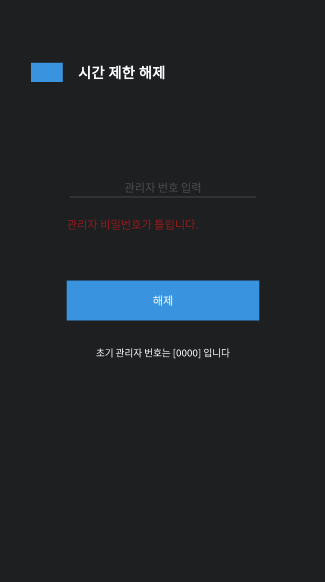 시간 제한 해제
관리자 번호 입력
관리자 비밀번호가 틀립니다.
해제
초기 관리자 번호는 [0000] 입니다